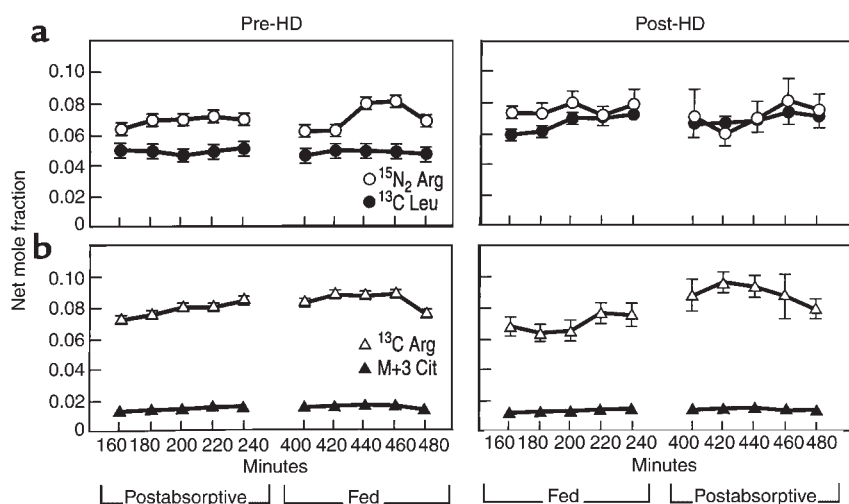 Pre-HD
Post-HD
a
0.10
0.08
0.06
0.04
0.02
0
15N2 Arg
13C Leu
Net mole fraction
b
0.10
0.08
0.06
0.04
0.02
0
13C Arg
M+3 Cit
160 180 200 220 240 400 420 440 460 480
160 180 200 220 240 400 420 440 460 480
Minutes
Minutes
Postabsorptive
Fed
Fed
Postabsorptive